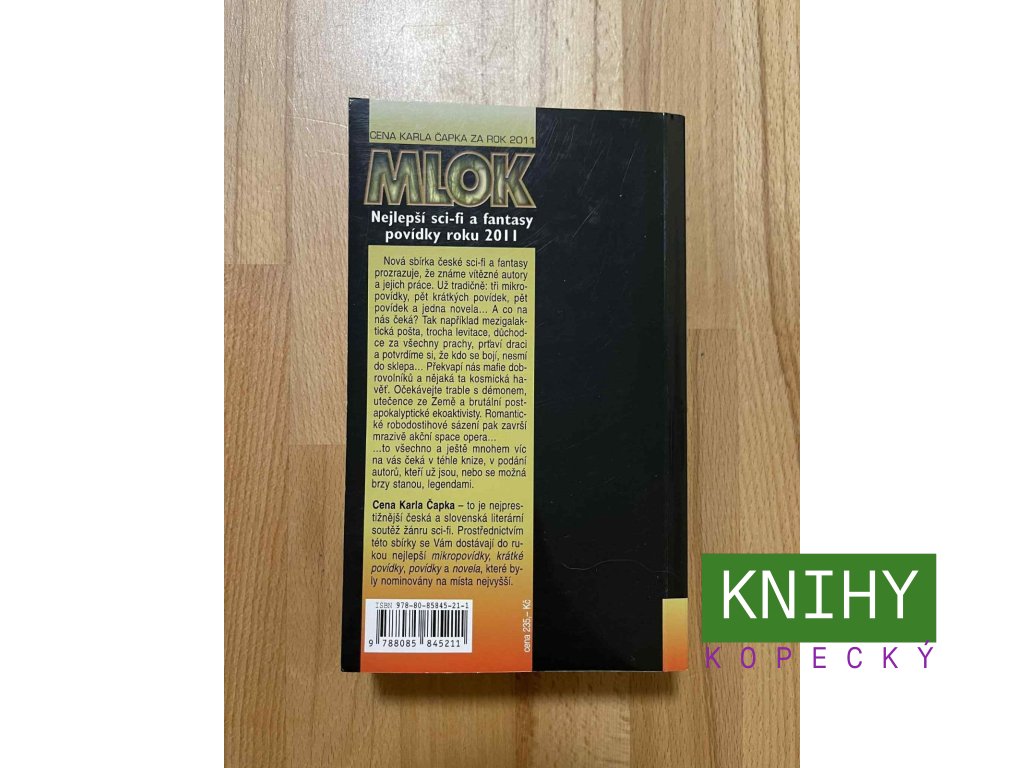 CENA KARLA ČAPKA ZA ROK 2011
MLOK
Nejlepší sci-fi a fantasy
povídky roku 2011
Nová sbírka české sci-fi a fantasy
prozrazuje, že známe vítězné autory
a jejich práce. Už tradičně: tři mikro-
povídky, pět krátkých povídek, pět
povídek a jedna novela... A co na
nás čeká? Tak například mezigalak-
tická pošta, trocha levitace, důchod-
ce za všechny prachy, prťaví draci
a potvrdíme si, že kdo se bojí, nesmí
do sklepa... Překvapí nás mafie dob-
rovolníků a nějaká ta kosmická ha-
věť. Očekávejte trable s démonem,
utečence ze Země a brutální post-
apokalyptické ekoaktivisty. Romantic-
ké robodostihové sázení pak završí
mrazivě akční space opera...
...to všechno a ještě mnohem víc
na vás čeká v téhle knize, v podání
autorů, kteří už jsou, nebo se možná
brzy stanou, legendami.
Cena Karla Čapka – to je nejpres-
tižnější česká a slovenská literární
soutěž žánru sci-fi. Prostřednictvím
této sbírky se Vám dostávají do ru-
kou nejlepší mikropovídky, krátké
povídky, povídky a novela, které by-
ly nominovány na místa nejvyšší.
ISBN 978-80-85845-21-1
9 788085 845211
cena 235,– Kč
KNIHY
KOPECKÝ